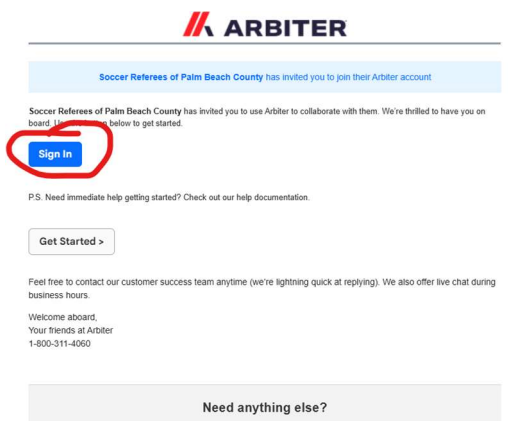 ARBITER
Soccer Referees of Palm Beach County has invited you to join their Arbiter account
Soccer Referees of Palm Beach County has invited you to use Arbiter to collaborate with them. We're thrilled to have you on
board. below to get started.
Sign In
P.S. Need immediate help getting started? Check out our help documentation.
Get Started >
Feel free to contact our customer success team anytime (we're lightning quick at replying). We also offer live chat during
business hours.
Welcome aboard,
Your friends at Arbiter
1-800-311-4060
Need anything else?